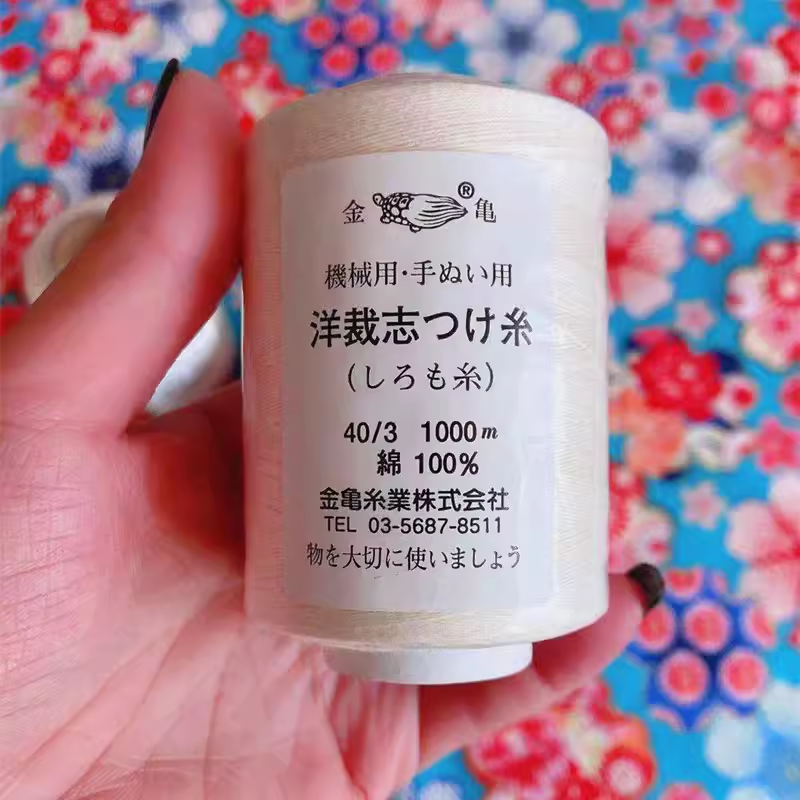 金 ® 亀
機械用・手ぬい用
洋裁志つけ糸
(しろも糸)
40/3 1000m
綿 100%
金亀糸業株式会社
TEL 03-5687-8511
物を大切に使いましょう